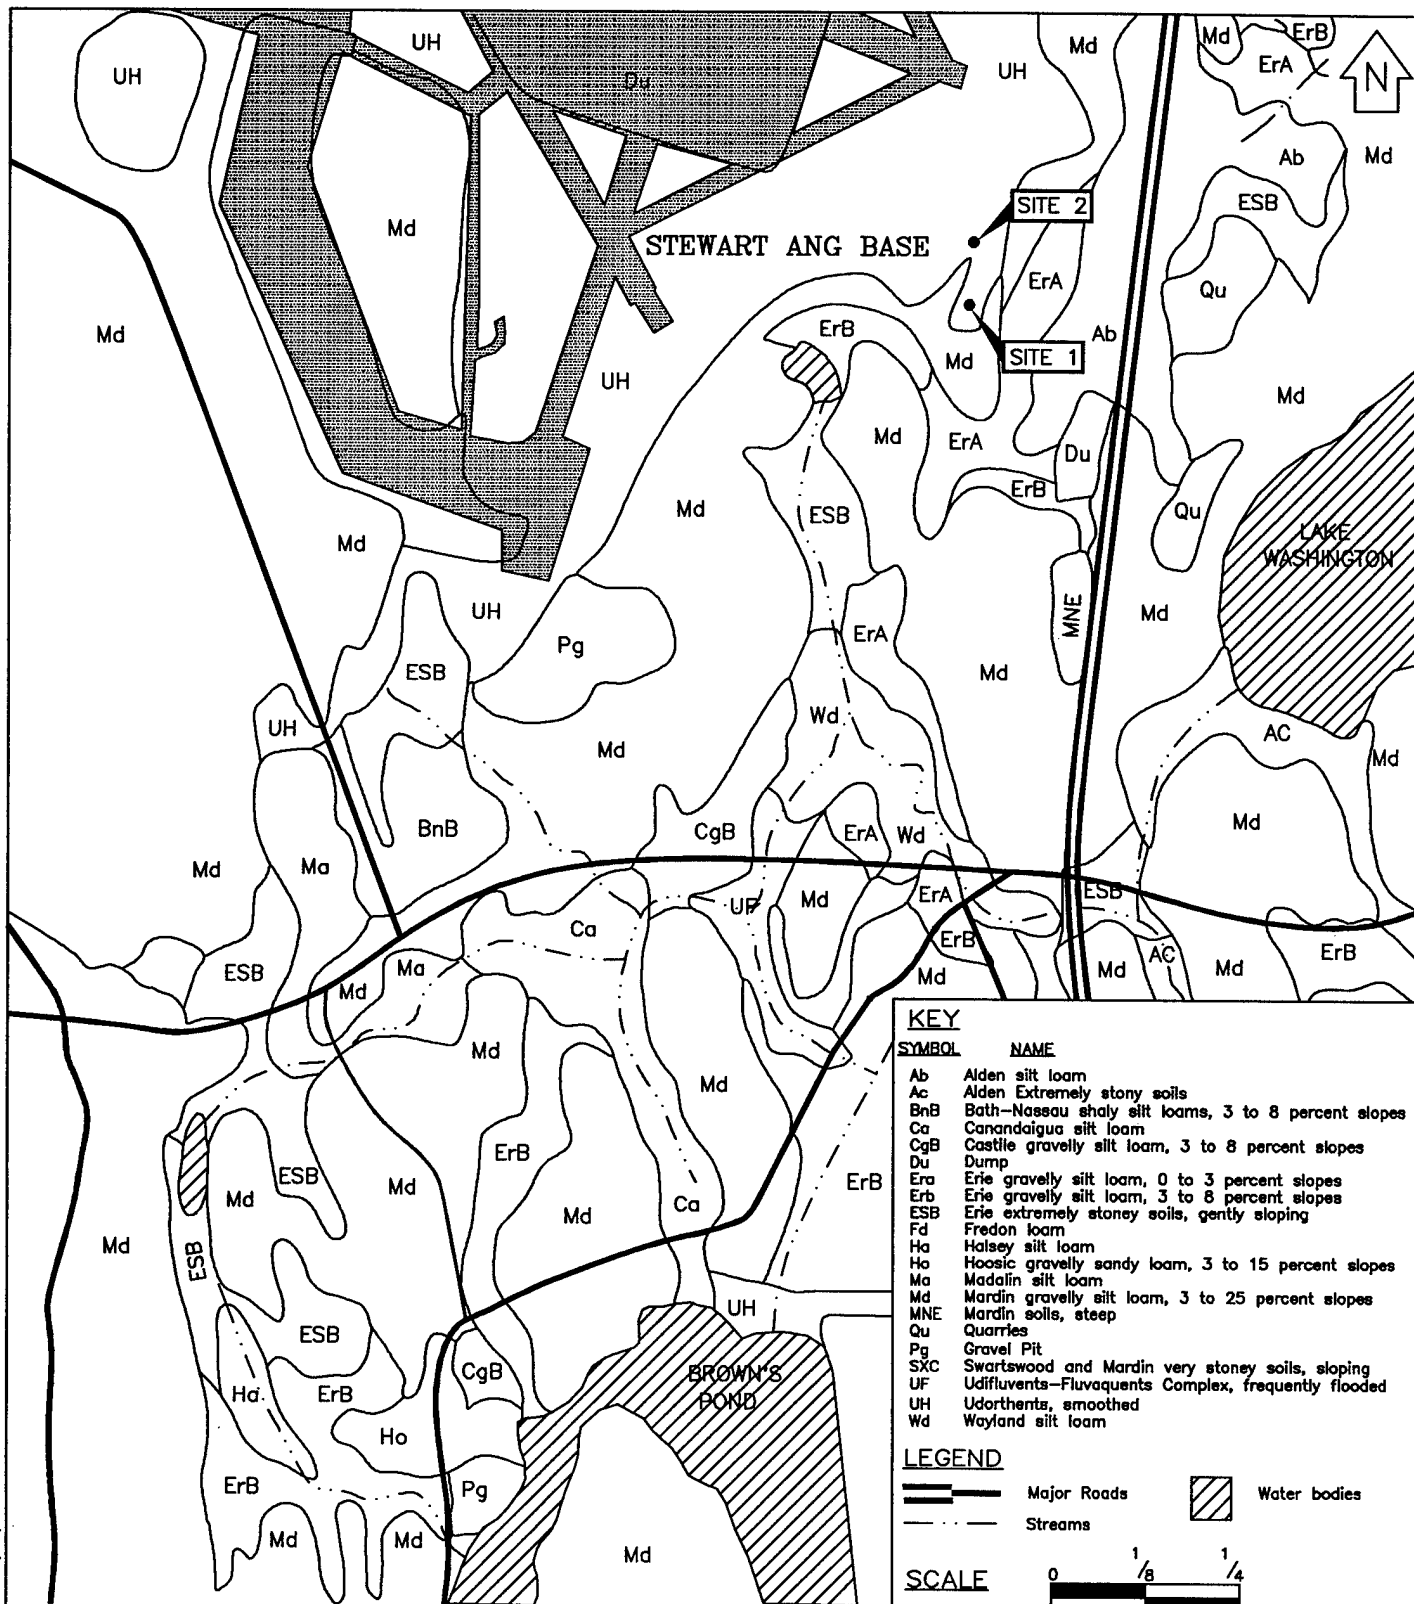 UH
Du
Md
UH
Md
ErB
ErA
N
UH
Ab
Md
Md
SITE 2
ESB
STEWART ANG BASE
ErA
Qu
Md
ErB
Ab
Md
SITE 1
UH
Md
Md
ErA
Du
ErB
Qu
Md
ESB
LAKE
WASHINGTON
Md
UH
Pg
ErA
MNE
Md
ESB
Md
UH
Wd
AC
Md
Md
BnB
CgB
ErA
Wd
Md
Md
Ma
UF
Md
ErA
ESB
Ca
ErB
ESB
Ma
Md
Md
Md
AC
Md
ErB
Md
Md
ErB
ESB
Md
Md
Md
Ca
ErB
Md
ESB
UH
ESB
CgB
BROWN'S
POND
Ha
ErB
Ho
ErB
Pg
Md
Md
Md
KEY
SYMBOL NAME
Ab Alden silt loam
Ac Alden Extremely stony soils
BnB Bath-Nassau shaly silt loams, 3 to 8 percent slopes
Ca Canandaigua silt loam
CgB Castile gravelly silt loam, 3 to 8 percent slopes
Du Dump
Era Erie gravelly silt loam, 0 to 3 percent slopes
Erb Erie gravelly silt loam, 3 to 8 percent slopes
ESB Erie extremely stoney soils, gently sloping
Fd Fredon loam
Ha Halsey silt loam
Ho Hoosic gravelly sandy loam, 3 to 15 percent slopes
Ma Madalin silt loam
Md Mardin gravelly silt loam, 3 to 25 percent slopes
MNE Mardin soils, steep
Qu Quarries
Pg Gravel Pit
SXC Swartswood and Mardin very stoney soils, sloping
UF Udifluvents-Fluvaquents Complex, frequently flooded
UH Udorthents, smoothed
Wd Wayland silt loam
LEGEND
Major Roads
Water bodies
Streams
SCALE
0 1/8 1/4